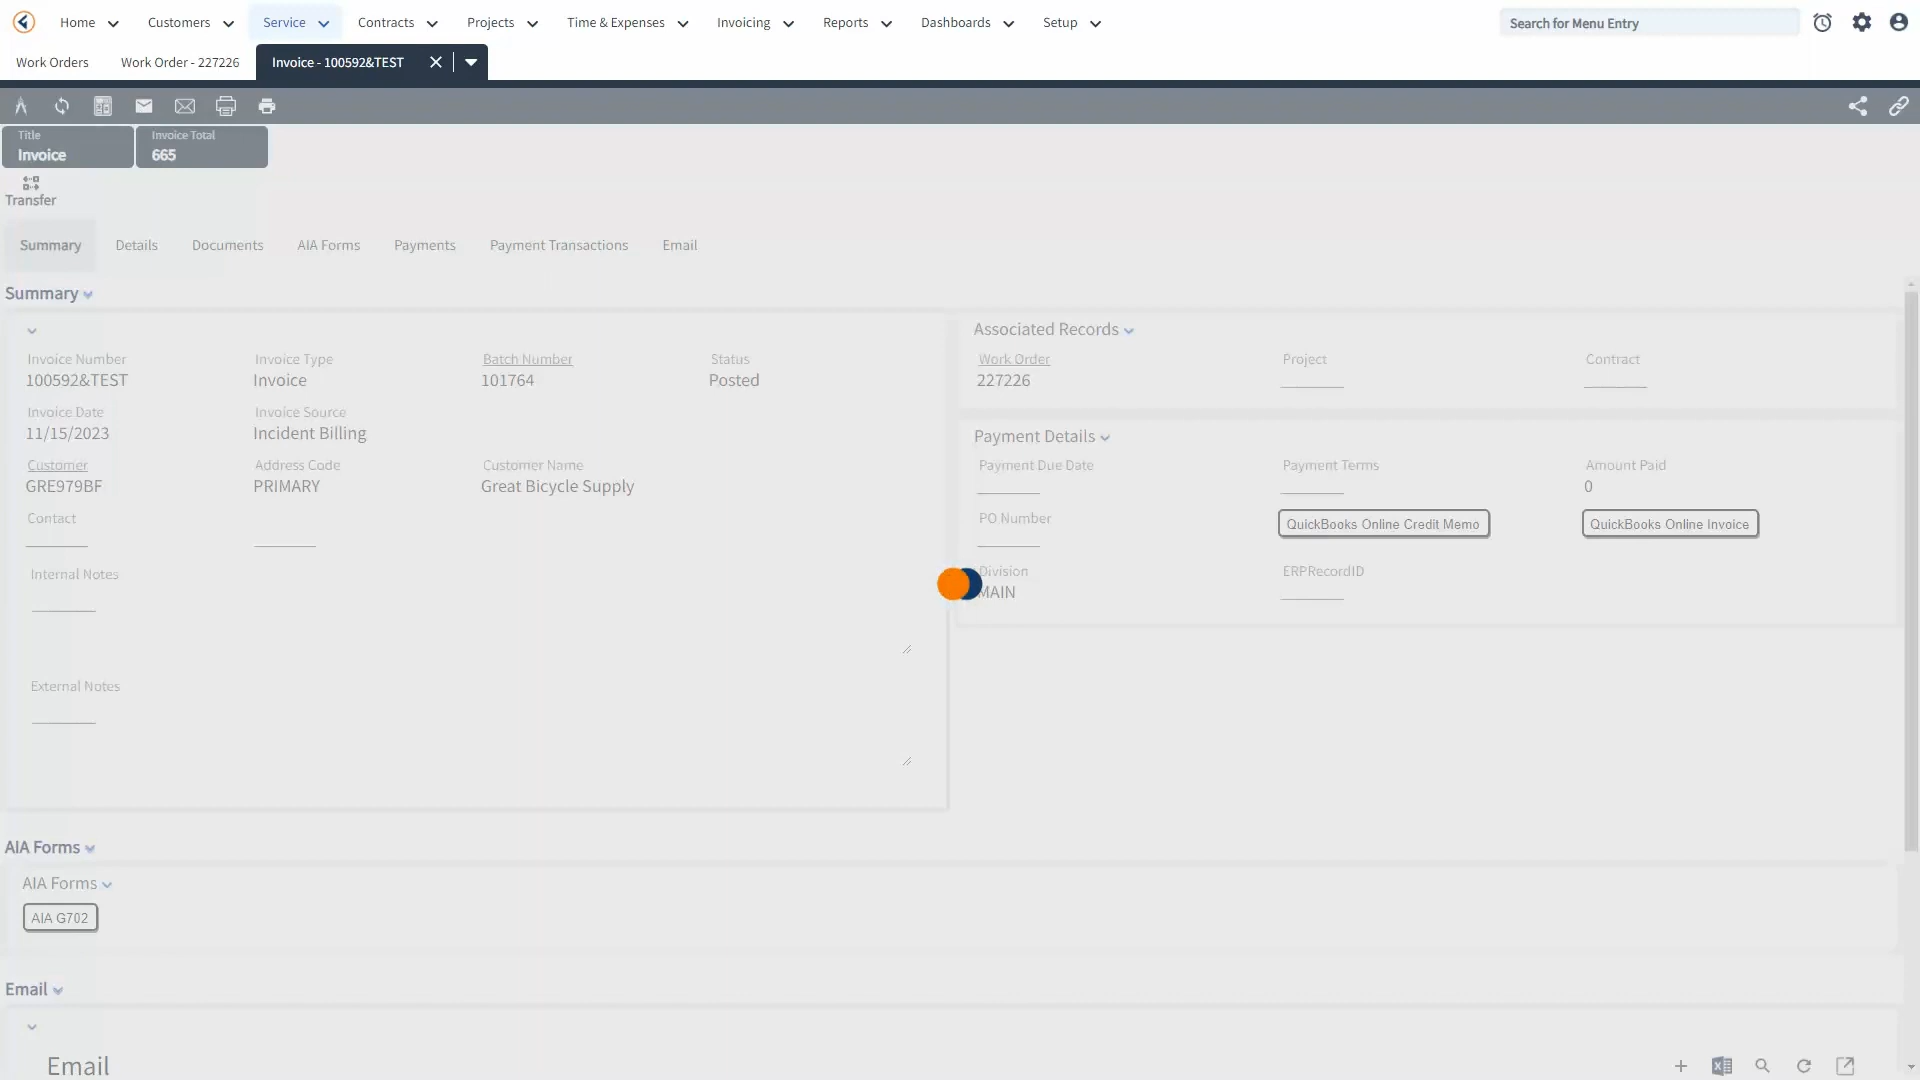 Home Customers Service Contracts Projects Time & Expenses Invoicing Reports Dashboards Setup Search for Menu Entry
Work Orders Work Order - 227226 Invoice - 100592&TEST
Title
Invoice
Invoice Total
665
Transfer
Summary Details Documents AIA Forms Payments Payment Transactions Email
Summary
Invoice Number Invoice Type Batch Number Status
100592&TEST Invoice 101764 Posted
Invoice Date Invoice Source
11/15/2023 Incident Billing
Customer Address Code Customer Name
GRE979BF PRIMARY Great Bicycle Supply
Contact
Internal Notes
External Notes
Associated Records
Work Order Project Contract
227226
Payment Details
Payment Due Date Payment Terms Amount Paid
0
PO Number QuickBooks Online Credit Memo QuickBooks Online Invoice
Division ERPRecordID
MAIN
AIA Forms
AIA Forms
AIA G702
Email
Email